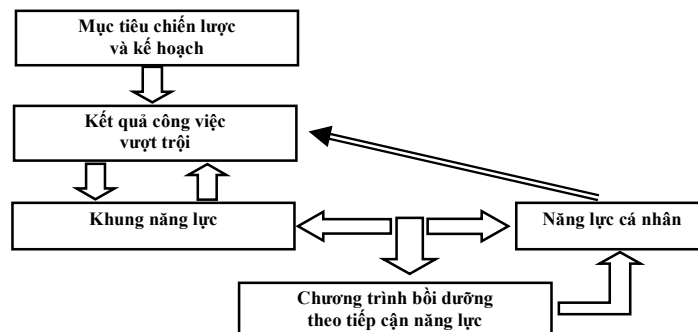 Mục tiêu chiến lược
và kế hoạch
Kết quả công việc
vượt trội
Khung năng lực
Năng lực cá nhân
Chương trình bồi dưỡng
theo tiếp cận năng lực